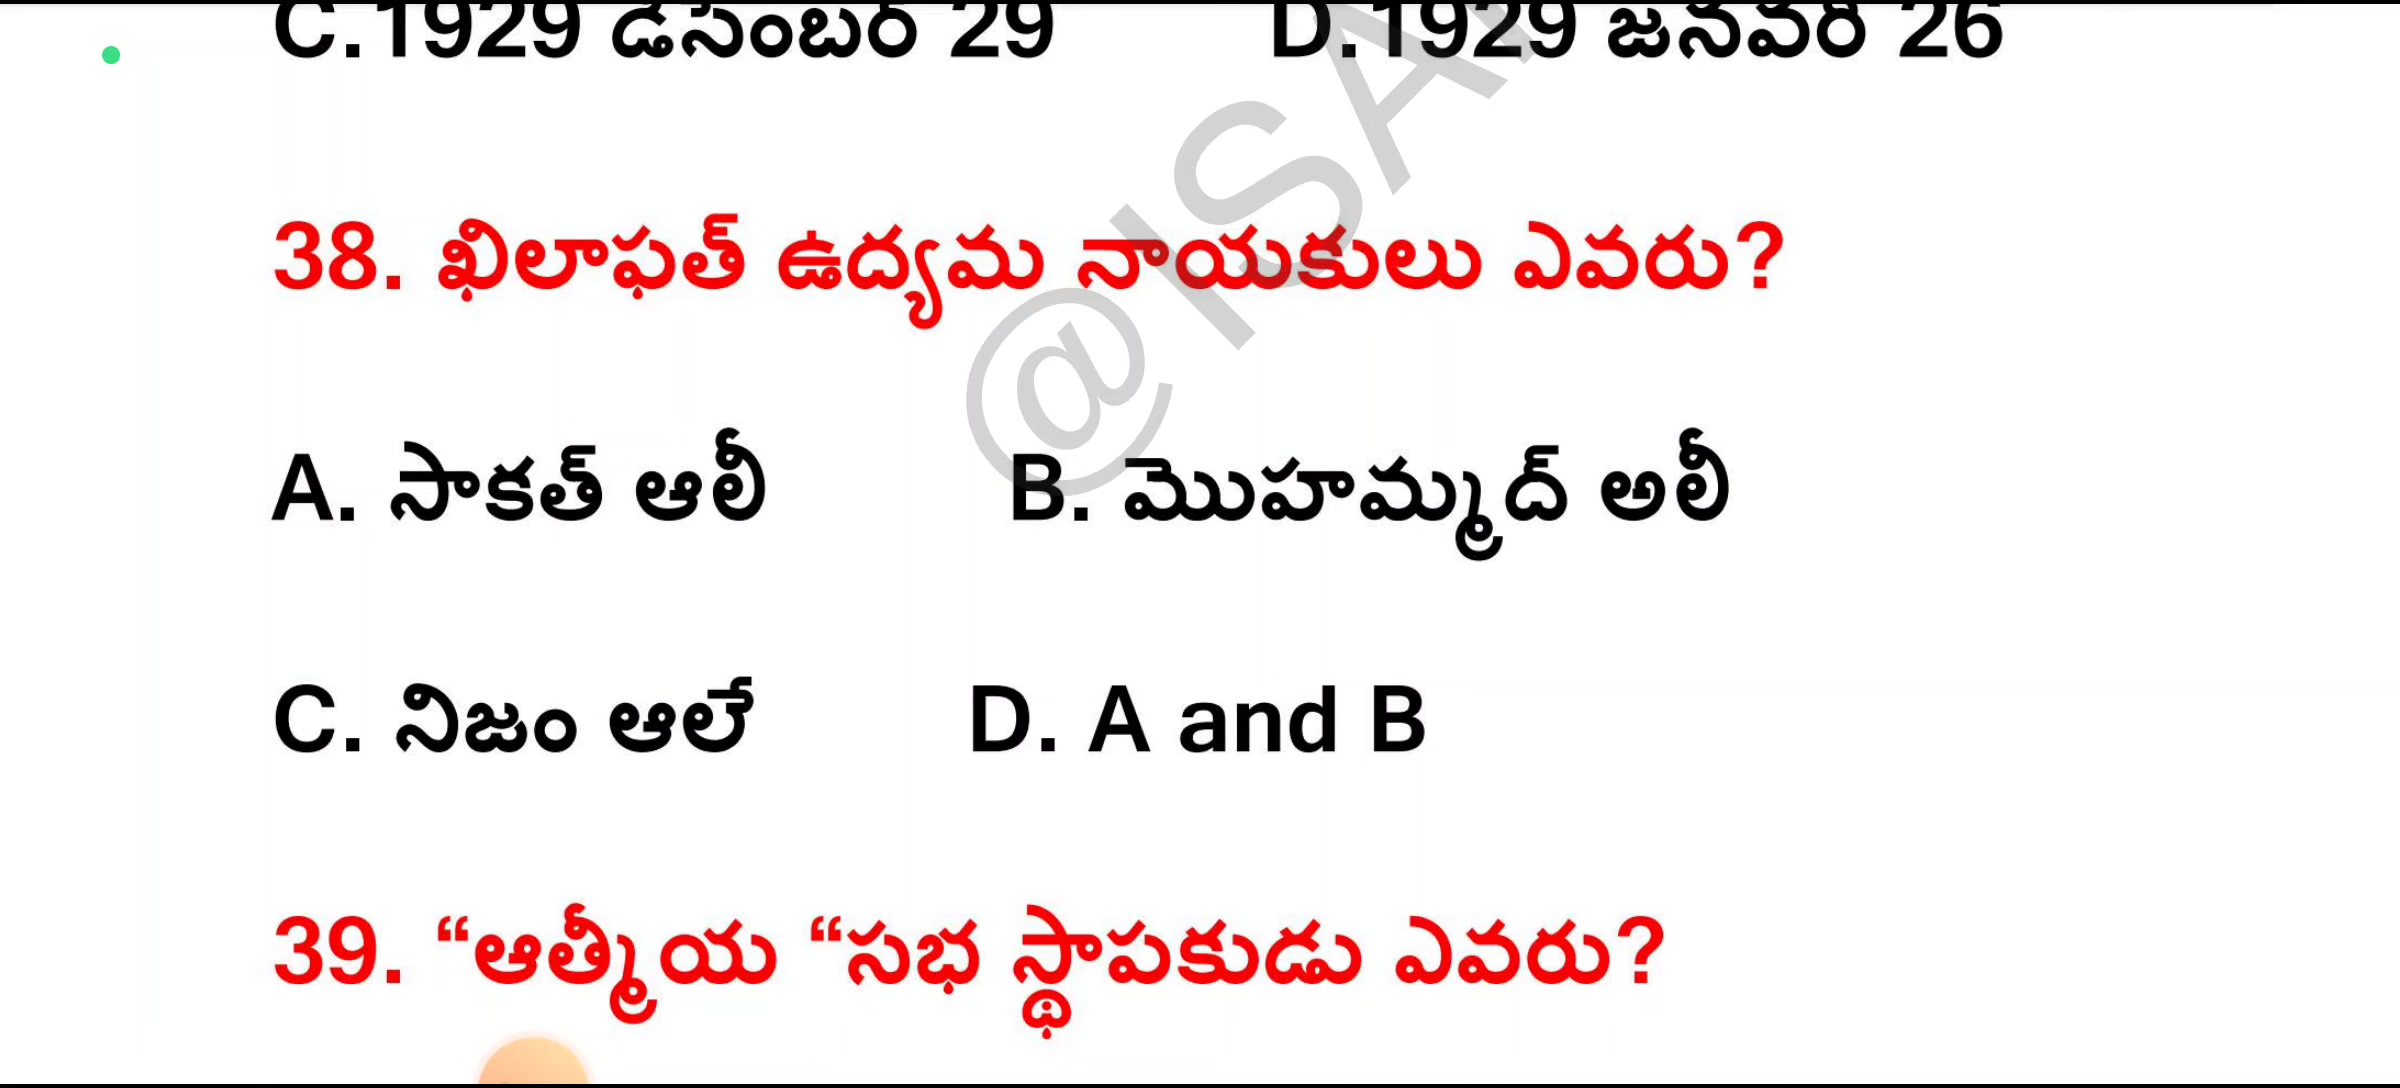 C.1929 డిసెంబర్ 29 D.1929 జనవరి 26
38. ఖిలాఫత్ ఉద్యమ నాయకులు ఎవరు?
A. సాకత్ ఆలీ B. మొహమ్మద్ అలీ
C. నిజం ఆలే D. A and B
39. “ఆత్మీయ “సభ స్థాపకుడు ఎవరు?
@ISA